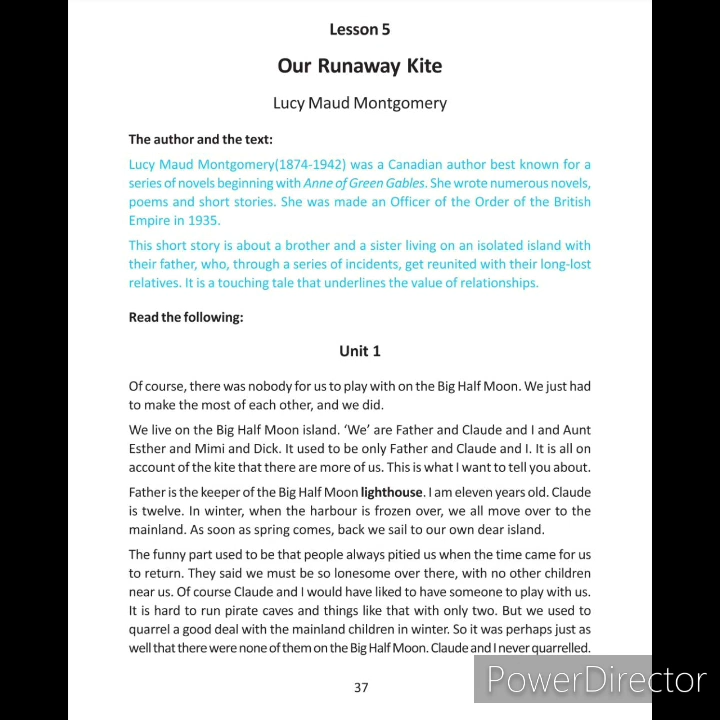 Lesson 5
Our Runaway Kite
Lucy Maud Montgomery
The author and the text:
Lucy Maud Montgomery(1874-1942) was a Canadian author best known for a
series of novels beginning with Anne of Green Gables. She wrote numerous novels,
poems and short stories. She was made an Officer of the Order of the British
Empire in 1935.
This short story is about a brother and a sister living on an isolated island with
their father, who, through a series of incidents, get reunited with their long-lost
relatives. It is a touching tale that underlines the value of relationships.
Read the following:
Unit 1
Of course, there was nobody for us to play with on the Big Half Moon. We just had
to make the most of each other, and we did.
We live on the Big Half Moon island. ‘We’ are Father and Claude and I and Aunt
Esther and Mimi and Dick. It used to be only Father and Claude and I. It is all on
account of the kite that there are more of us. This is what I want to tell you about.
Father is the keeper of the Big Half Moon lighthouse. I am eleven years old. Claude
is twelve. In winter, when the harbour is frozen over, we all move over to the
mainland. As soon as spring comes, back we sail to our own dear island.
The funny part used to be that people always pitied us when the time came for us
to return. They said we must be so lonesome over there, with no other children
near us. Of course Claude and I would have liked to have someone to play with us.
It is hard to run pirate caves and things like that with only two. But we used to
quarrel a good deal with the mainland children in winter. So it was perhaps just as
well that there were none of them on the Big Half Moon. Claude and I never quarrelled.
37
PowerDirector